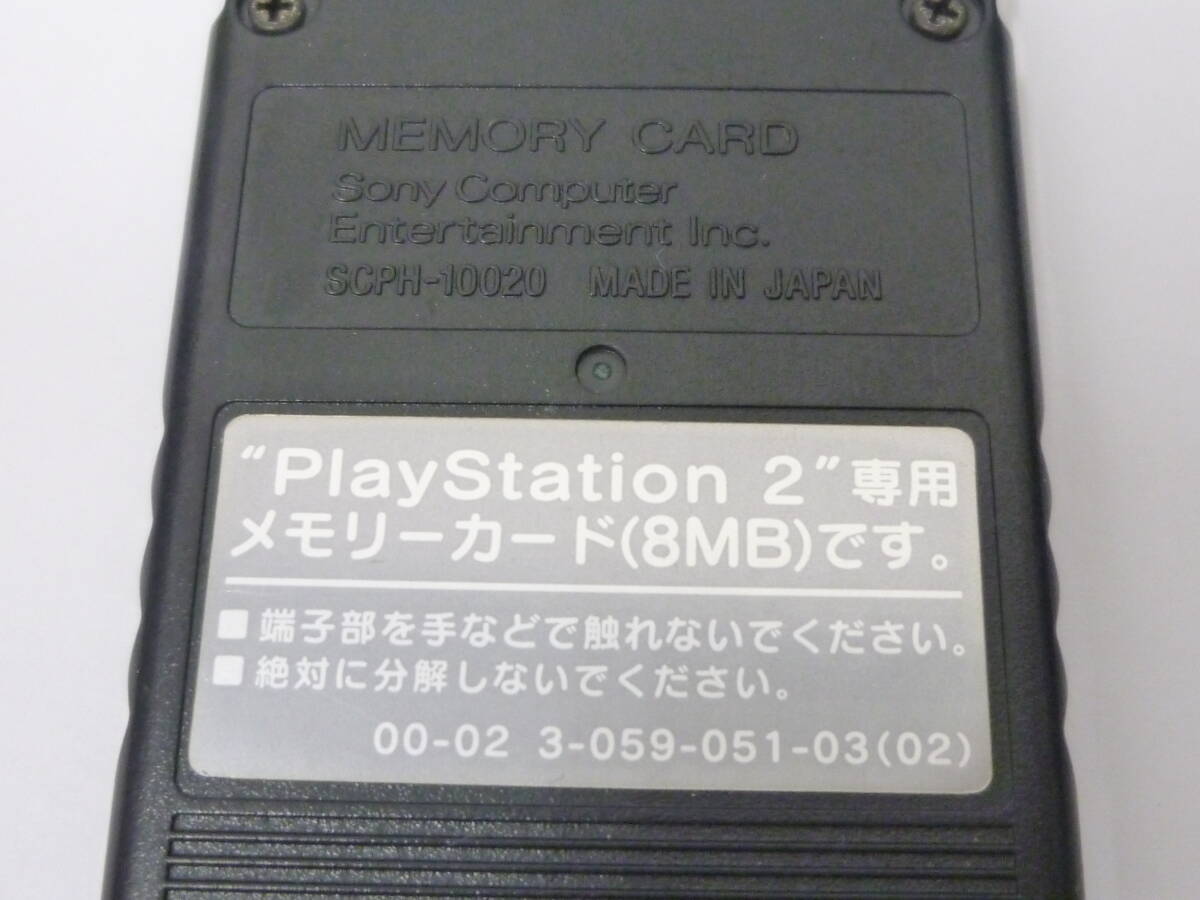 MEMORY CARD
Sony Computer
Entertainment Inc.
SCPH-10020 MADE IN JAPAN
“PlayStation 2”専用
メモリーカード(8MB)です。
■端子部を手などで触れないでください。
■絶対に分解しないでください。
00-02 3-059-051-03(02)